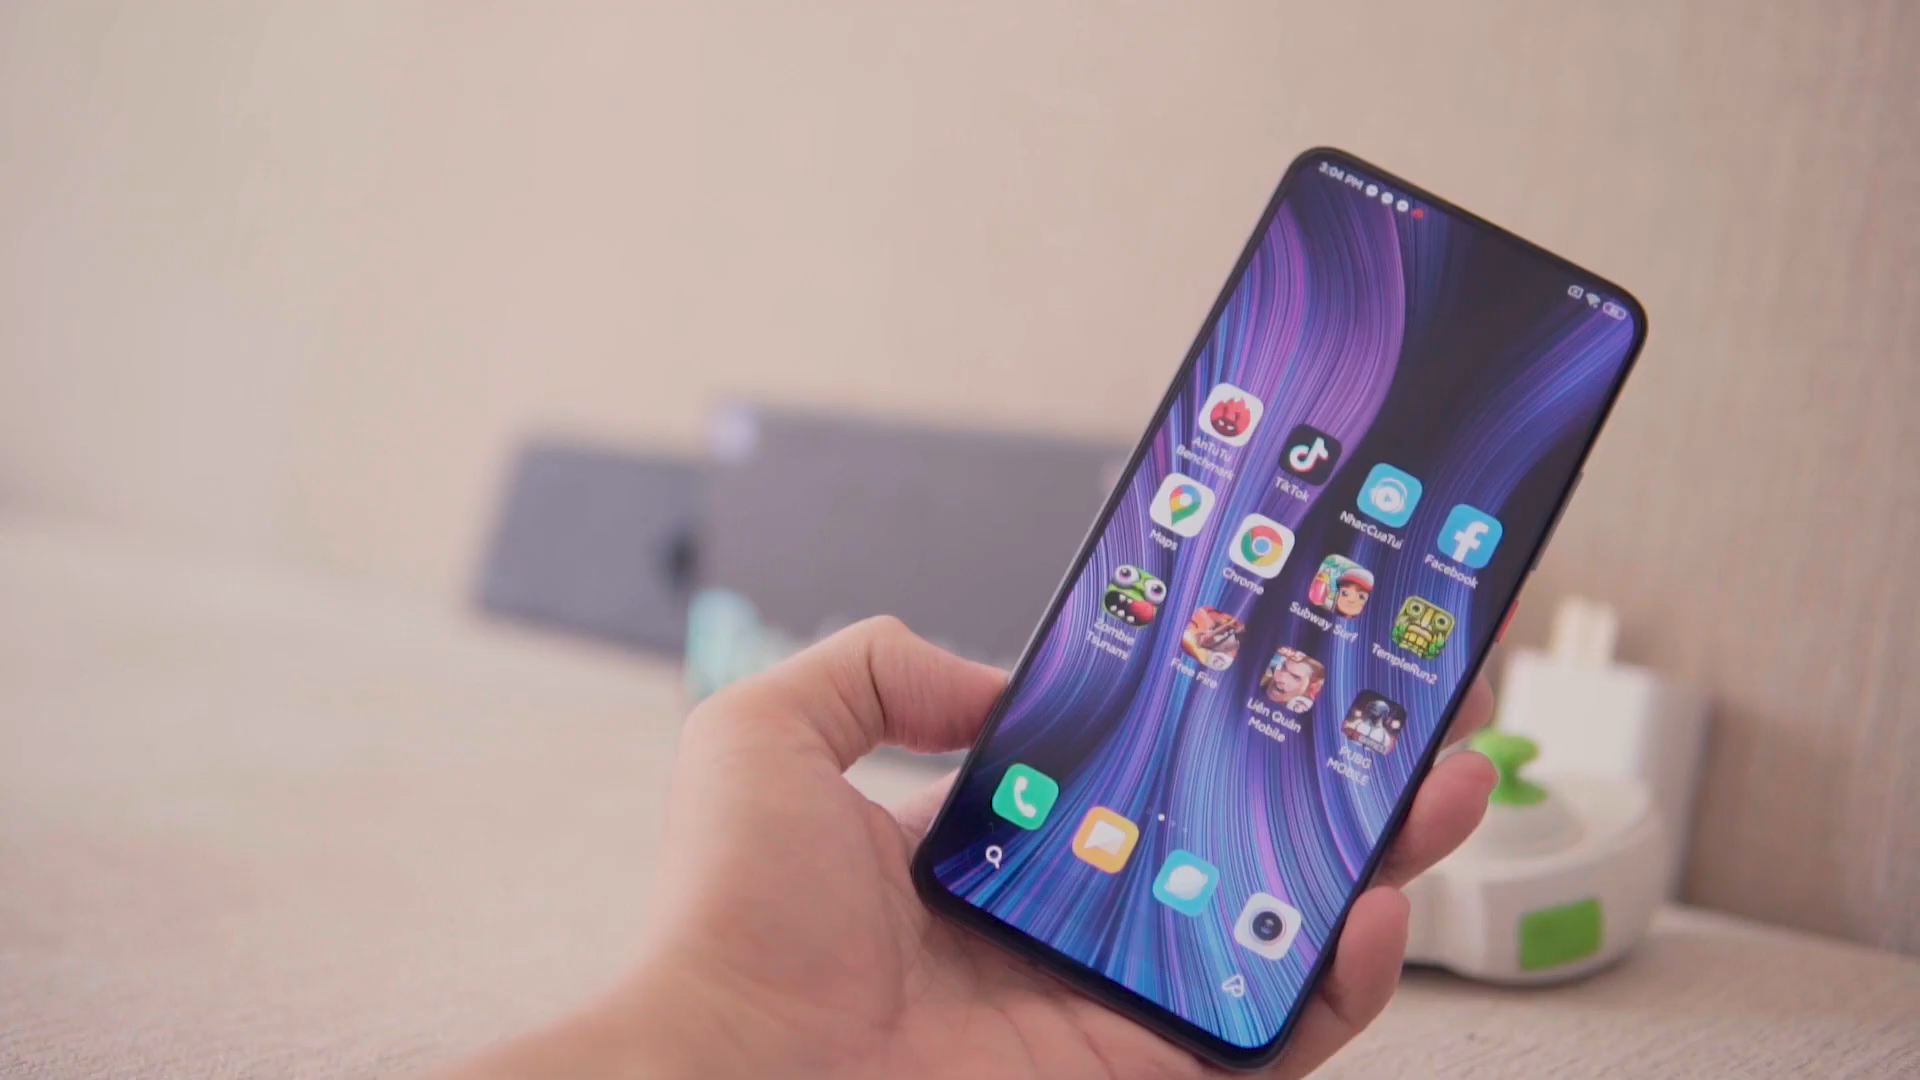 3:04 PM
AnTuTu
Benchmark
TikTok
NhacCuaTui
Facebook
Maps
Chrome
Subway Surf
TempleRun2
Zombie
Tsunami
Free Fire
Liên Quân
Mobile
PUBG
MOBILE